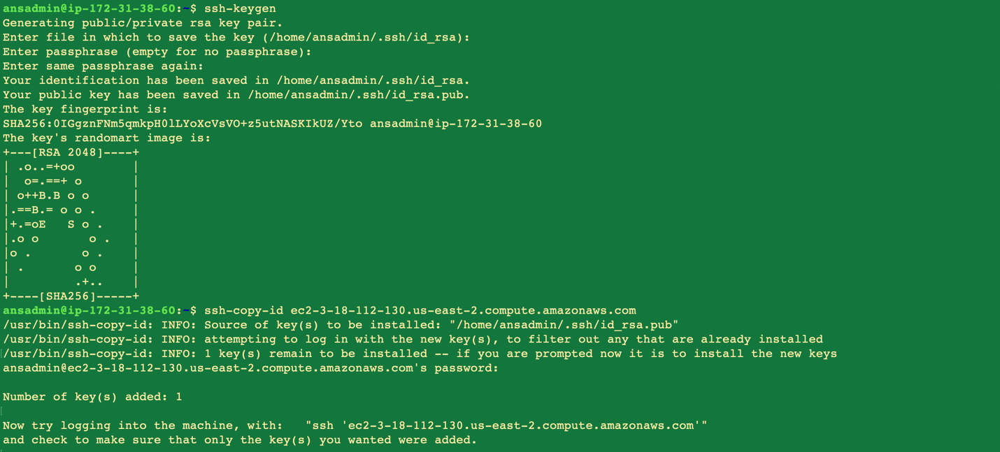 ansadmin@ip-172-31-38-60:~$ ssh-keygen
Generating public/private rsa key pair.
Enter file in which to save the key (/home/ansadmin/.ssh/id_rsa):
Enter passphrase (empty for no passphrase):
Enter same passphrase again:
Your identification has been saved in /home/ansadmin/.ssh/id_rsa.
Your public key has been saved in /home/ansadmin/.ssh/id_rsa.pub.
The key fingerprint is:
SHA256:0IGgznFNm5qmkpH0lLYoXcVsVO+z5utNASKIkUZ/Yto ansadmin@ip-172-31-38-60
The key's randomart image is:
+---[RSA 2048]----+
| .o..=+oo        |
|  o=.==+ o       |
| o++B.B o o      |
|.==B.= o o .     |
|+.=oE   S o .    |
|.o o       o .   |
|o .       o .    |
| .       o o     |
|         .+..    |
+----[SHA256]-----+
ansadmin@ip-172-31-38-60:~$ ssh-copy-id ec2-3-18-112-130.us-east-2.compute.amazonaws.com
/usr/bin/ssh-copy-id: INFO: Source of key(s) to be installed: "/home/ansadmin/.ssh/id_rsa.pub"
/usr/bin/ssh-copy-id: INFO: attempting to log in with the new key(s), to filter out any that are already installed
/usr/bin/ssh-copy-id: INFO: 1 key(s) remain to be installed -- if you are prompted now it is to install the new keys
ansadmin@ec2-3-18-112-130.us-east-2.compute.amazonaws.com's password:
Number of key(s) added: 1
Now try logging into the machine, with:   "ssh 'ec2-3-18-112-130.us-east-2.compute.amazonaws.com'"
and check to make sure that only the key(s) you wanted were added.